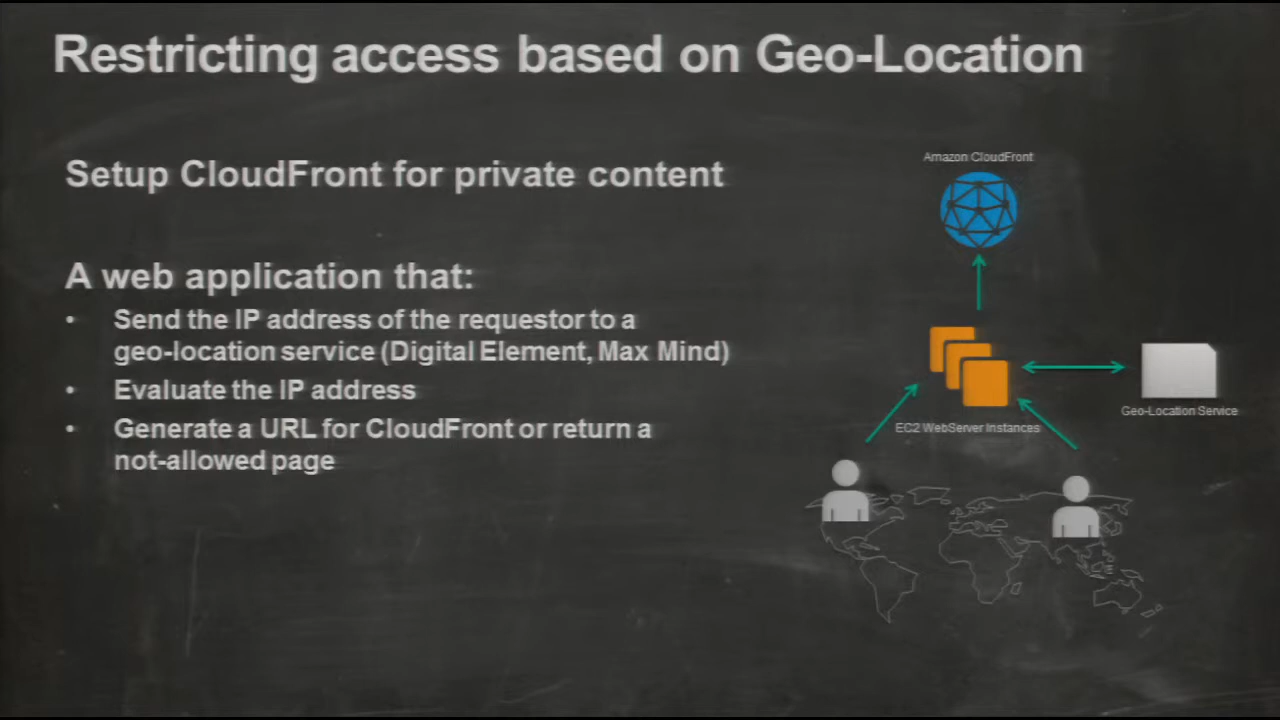 Restricting access based on Geo-Location
Setup CloudFront for private content
A web application that:
• Send the IP address of the requestor to a
geo-location service (Digital Element, Max Mind)
• Evaluate the IP address
• Generate a URL for CloudFront or return a
not-allowed page
Amazon CloudFront
EC2 WebServer Instances
Geo-Location Service